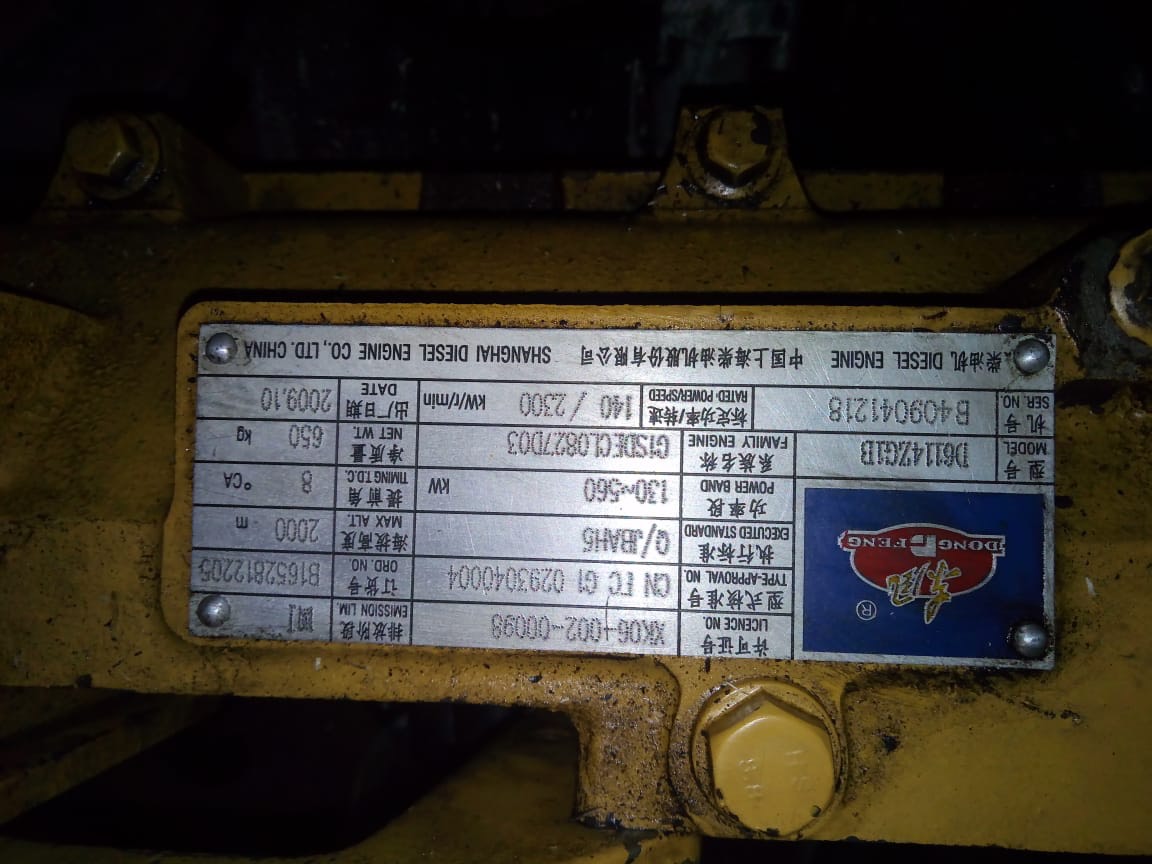 ®
东风
DONG FENG
许可证号
LICENCE NO.
XK06-002-00098
排放阶段
EMISSION LIM.
国I
型式核准号
TYPE-APPROVAL NO.
CN FC G1 0293040004
订货号
ORD. NO.
B1652812205
执行标准
EXECUTED STANDARD
Q/JBAH5
海拔高度
MAX ALT.
2000 m
功率段
POWER BAND
130~560 kW
提前角
TIMING T.D.C.
8 °CA
型号
MODEL
D6114ZG1B
系族名称
FAMILY ENGINE
G1SDECL0827D03
净质量
NET WT.
650 kg
机号
SER NO.
B409041218
标定功率/转速
RATED POWER/SPEED
140 / 2300 kW/r/min
出厂日期
DATE
2009.10
柴油机 DIESEL ENGINE 中国上海柴油机股份有限公司 SHANGHAI DIESEL ENGINE CO., LTD. CHINA